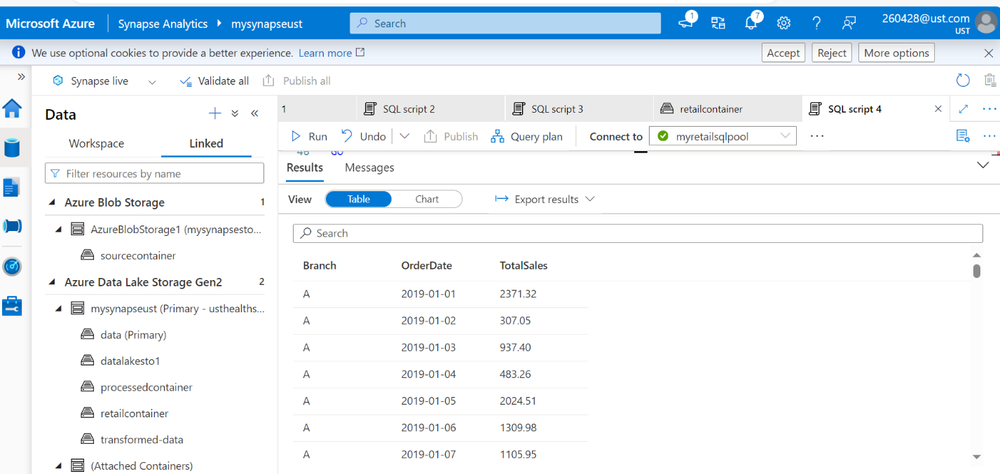 Microsoft Azure Synapse Analytics mysynapseust Search 1 7 260428@ust.com
UST
We use optional cookies to provide a better experience. Learn more Accept Reject More options
Synapse live Validate all Publish all
Data
Workspace Linked
Filter resources by name
Azure Blob Storage 1
AzureBlobStorage1 (mysynapsesto...
sourcecontainer
Azure Data Lake Storage Gen2 2
mysynapseust (Primary - usthealths...
data (Primary)
datalakesto1
processedcontainer
retailcontainer
transformed-data
(Attached Containers)
1 SQL script 2 SQL script 3 retailcontainer SQL script 4
Run Undo Publish Query plan Connect to myretailsqlpool ...
46 GO
Results Messages
View Table Chart Export results
Search
Branch OrderDate TotalSales
A 2019-01-01 2371.32
A 2019-01-02 307.05
A 2019-01-03 937.40
A 2019-01-04 483.26
A 2019-01-05 2024.51
A 2019-01-06 1309.98
A 2019-01-07 1105.95